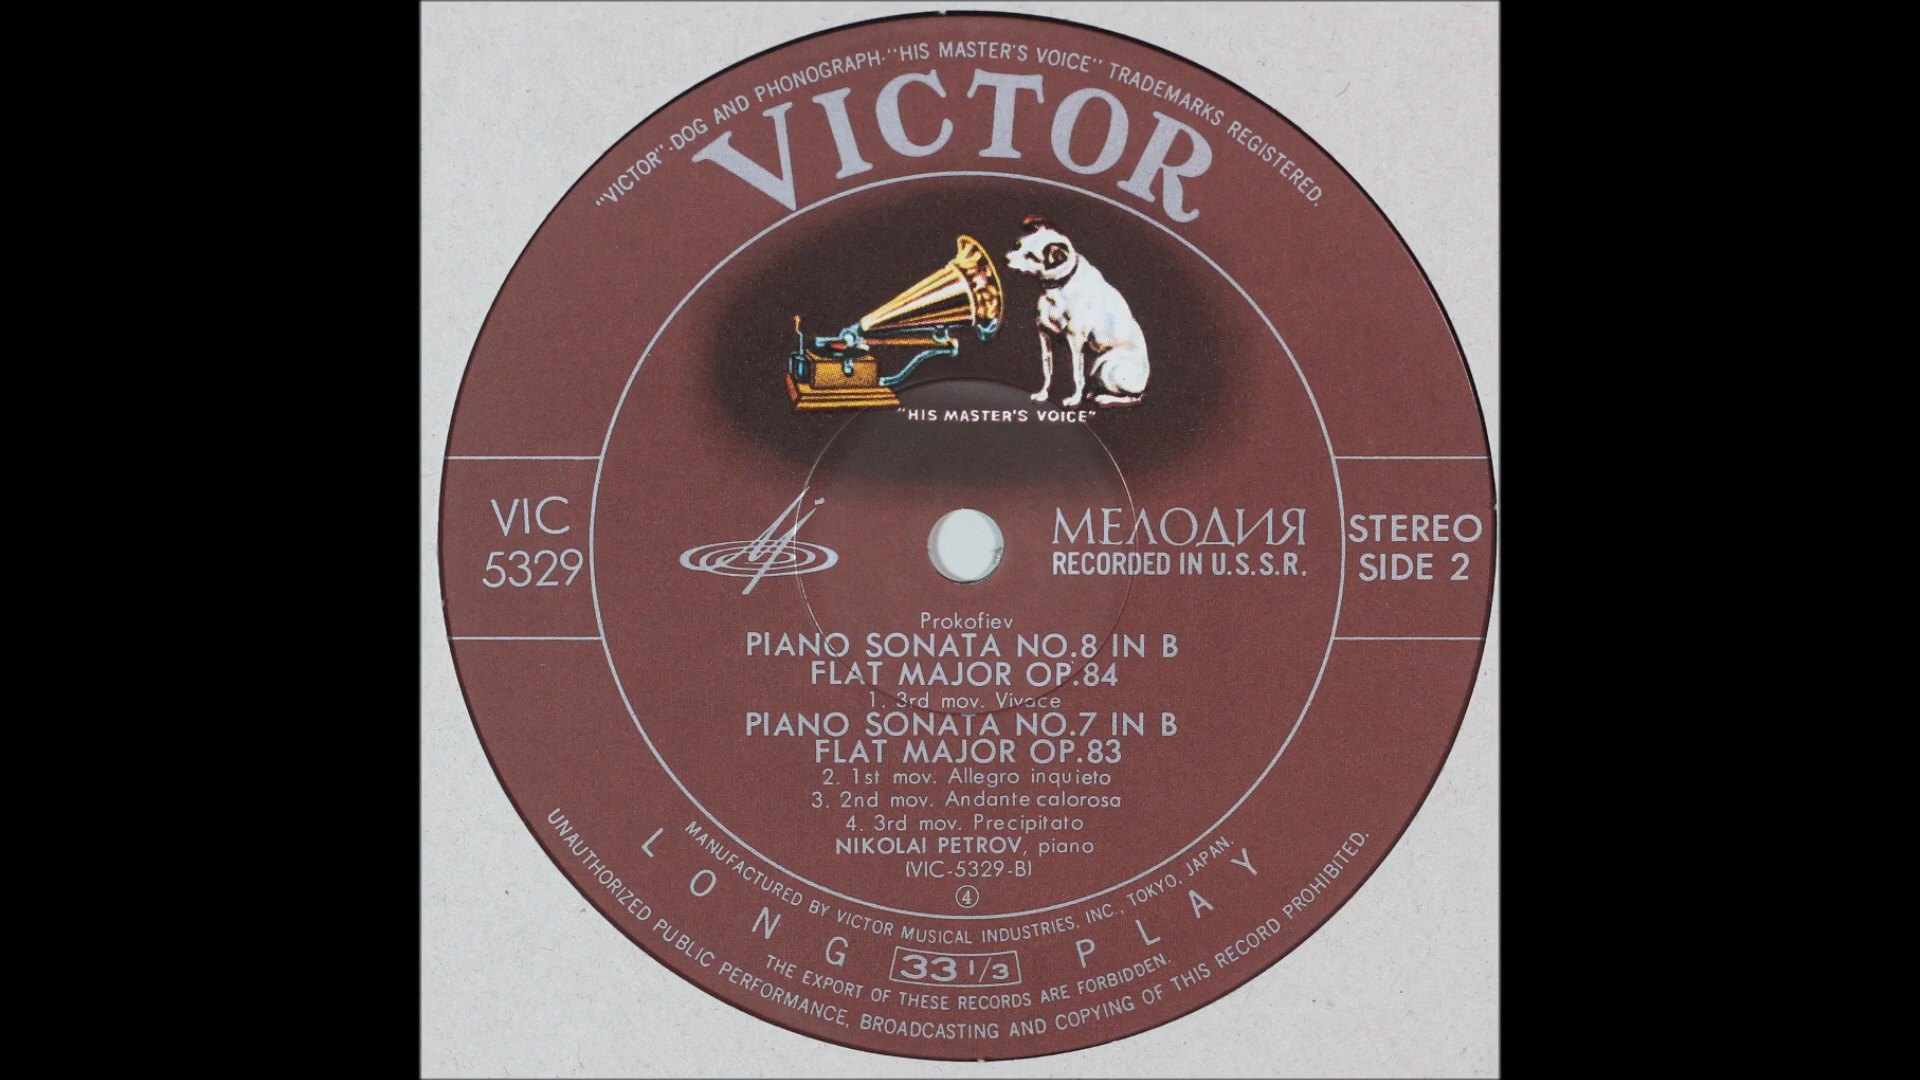 "VICTOR"-DOG AND PHONOGRAPH-"HIS MASTER'S VOICE" TRADEMARKS REGISTERED.
VICTOR
"HIS MASTER'S VOICE"
VIC
5329
МЕЛОДИЯ
RECORDED IN U.S.S.R.
STEREO
SIDE 2
Prokofiev
PIANO SONATA NO.8 IN B
FLAT MAJOR OP.84
1. 3rd mov. Vivace
PIANO SONATA NO.7 IN B
FLAT MAJOR OP.83
2. 1st mov. Allegro inquieto
3. 2nd mov. Andante calorosa
4. 3rd mov. Precipitato
NIKOLAI PETROV, piano
(VIC-5329-B)
④
MANUFACTURED BY VICTOR MUSICAL INDUSTRIES, INC., TOKYO, JAPAN.
LONG PLAY
33 1/3
THE EXPORT OF THESE RECORDS ARE FORBIDDEN.
UNAUTHORIZED PUBLIC PERFORMANCE, BROADCASTING AND COPYING OF THIS RECORD PROHIBITED.